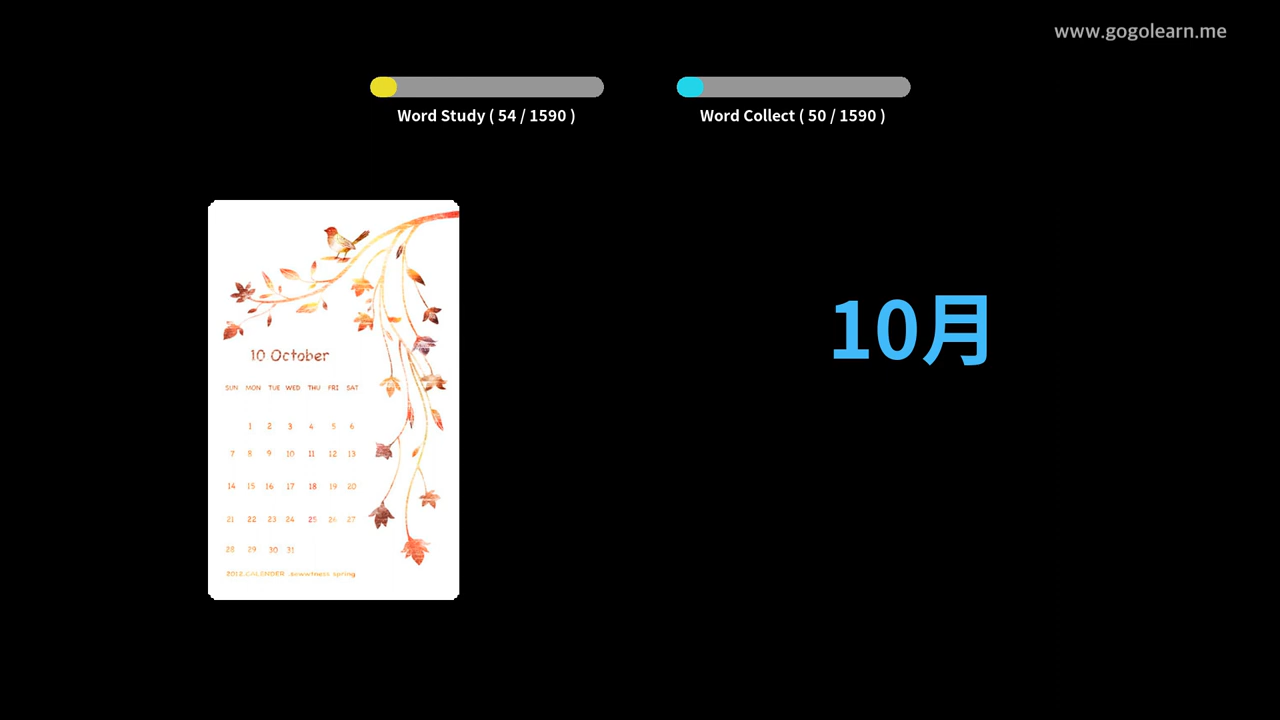 www.gogolearn.me
Word Study ( 54 / 1590 )
Word Collect ( 50 / 1590 )
10月
10 October
SUN MON TUE WED THU FRI SAT
1 2 3 4 5 6
7 8 9 10 11 12 13
14 15 16 17 18 19 20
21 22 23 24 25 26 27
28 29 30 31
2012.CALENDER spring